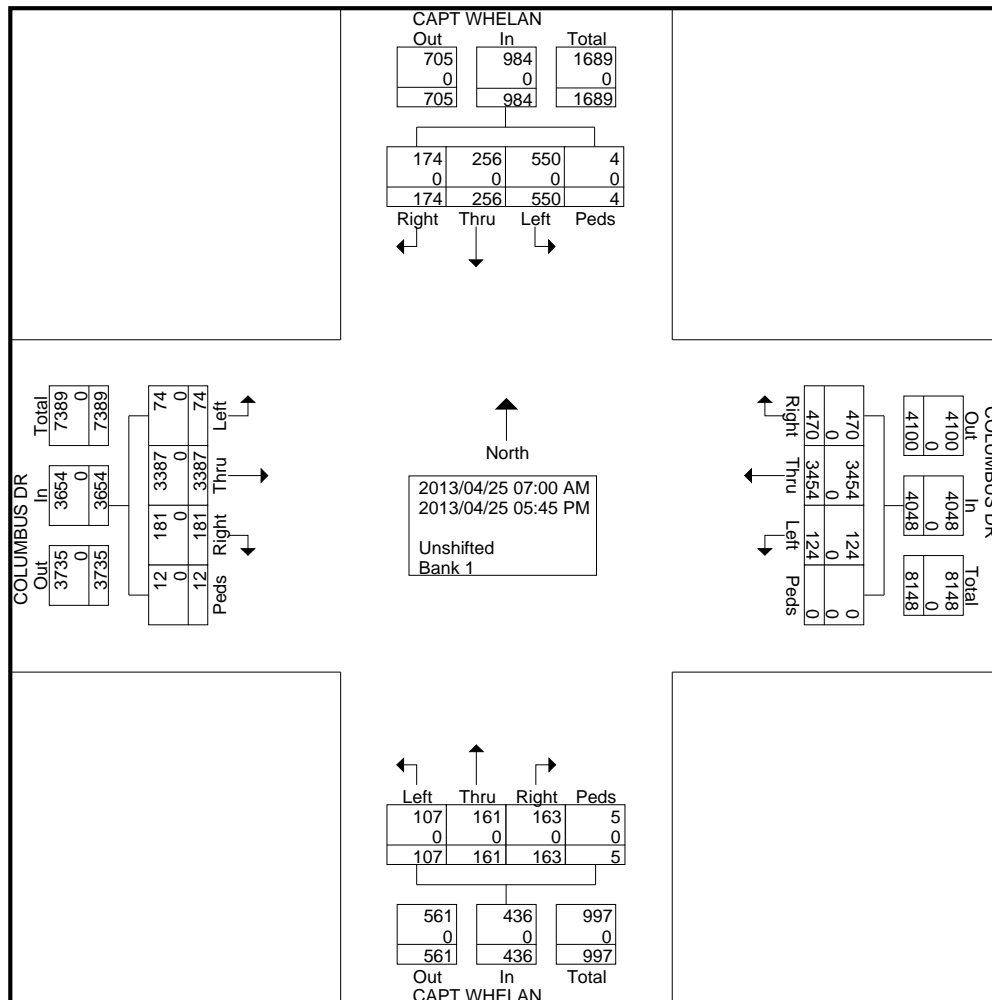 CAPT WHELAN
Out In Total
705 984 1689
0 0 0
705 984 1689
174 256 550 4
0 0 0 0
174 256 550 4
Right Thru Left Peds
COLUMBUS DR
Total In Out
7389 3654 3735
0 0 0
7389 3654 3735
74 3387 181 12
0 0 0 0
74 3387 181 12
Left Thru Right Peds
North
2013/04/25 07:00 AM
2013/04/25 05:45 PM
Unshifted
Bank 1
COLUMBUS DR
Out In Total
4100 4048 8148
0 0 0
4100 4048 8148
470 3454 124 0
0 0 0 0
470 3454 124 0
Right Thru Left Peds
Left Thru Right Peds
107 161 163 5
0 0 0 0
107 161 163 5
561 436 997
0 0 0
561 436 997
Out In Total
CAPT WHELAN